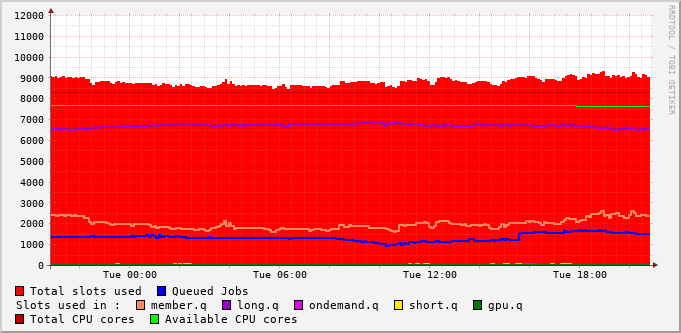 RRDTOOL / TOBI OETIKER
12000
11000
10000
9000
8000
7000
6000
5000
4000
3000
2000
1000
0
Tue 00:00 Tue 06:00 Tue 12:00 Tue 18:00
Total slots used Queued Jobs
Slots used in : member.q long.q ondemand.q short.q gpu.q
Total CPU cores Available CPU cores